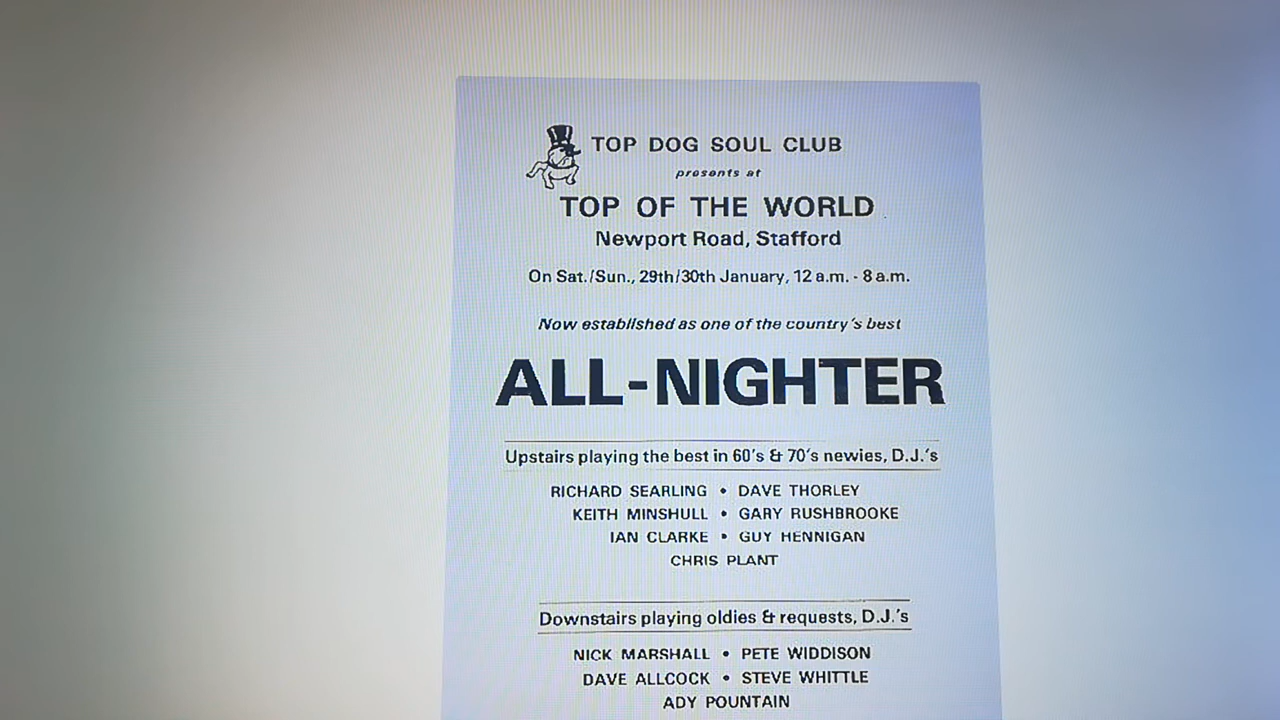 TOP DOG SOUL CLUB
presents at
TOP OF THE WORLD
Newport Road, Stafford
On Sat./Sun., 29th/30th January, 12 a.m. - 8 a.m.
Now established as one of the country's best
ALL-NIGHTER
Upstairs playing the best in 60's & 70's newies, D.J.'s
RICHARD SEARLING • DAVE THORLEY
KEITH MINSHULL • GARY RUSHBROOKE
IAN CLARKE • GUY HENNIGAN
CHRIS PLANT
Downstairs playing oldies & requests, D.J.'s
NICK MARSHALL • PETE WIDDISON
DAVE ALLCOCK • STEVE WHITTLE
ADY POUNTAIN